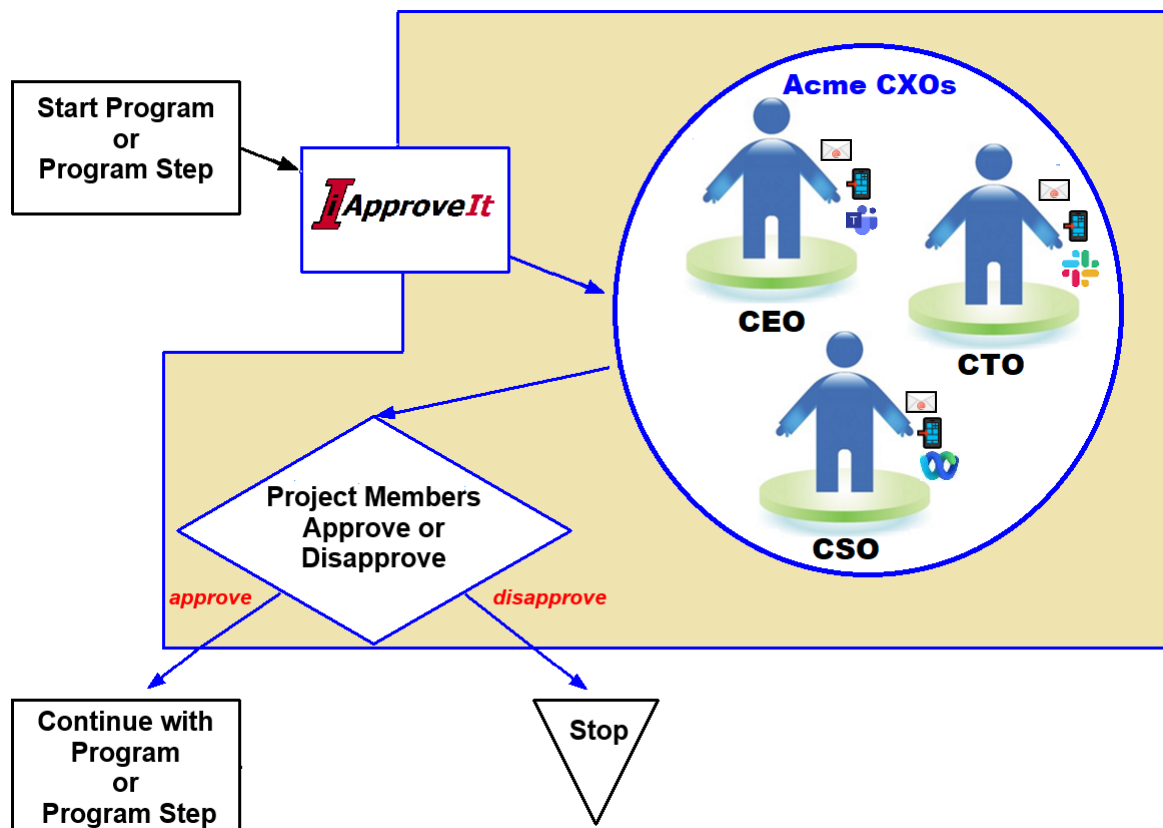 Start Program
or
Program Step
IApproveIt
Acme CXOs
CEO
CTO
CSO
Project Members
Approve or
Disapprove
approve
disapprove
Continue with
Program
or
Program Step
Stop